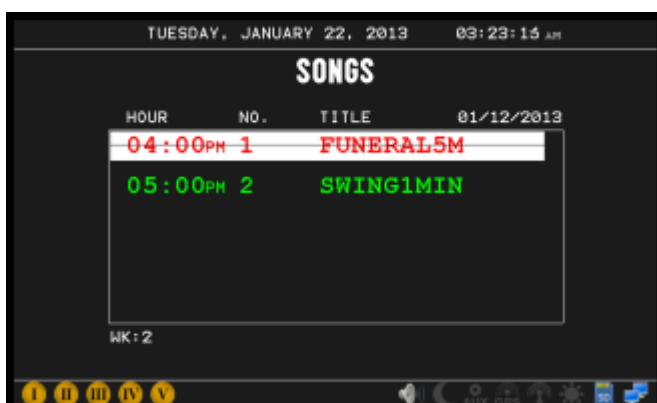 TUESDAY, JANUARY 22, 2013 03:23:15 AM
SONGS
HOUR NO. TITLE 01/12/2013
04:00PM 1 FUNERAL5M
05:00PM 2 SWING1MIN
WK:2
I II III IV V AUX GPS SD